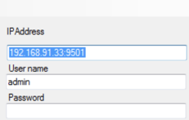 IPAddress
192.168.91.33:9501
User name
admin
Password